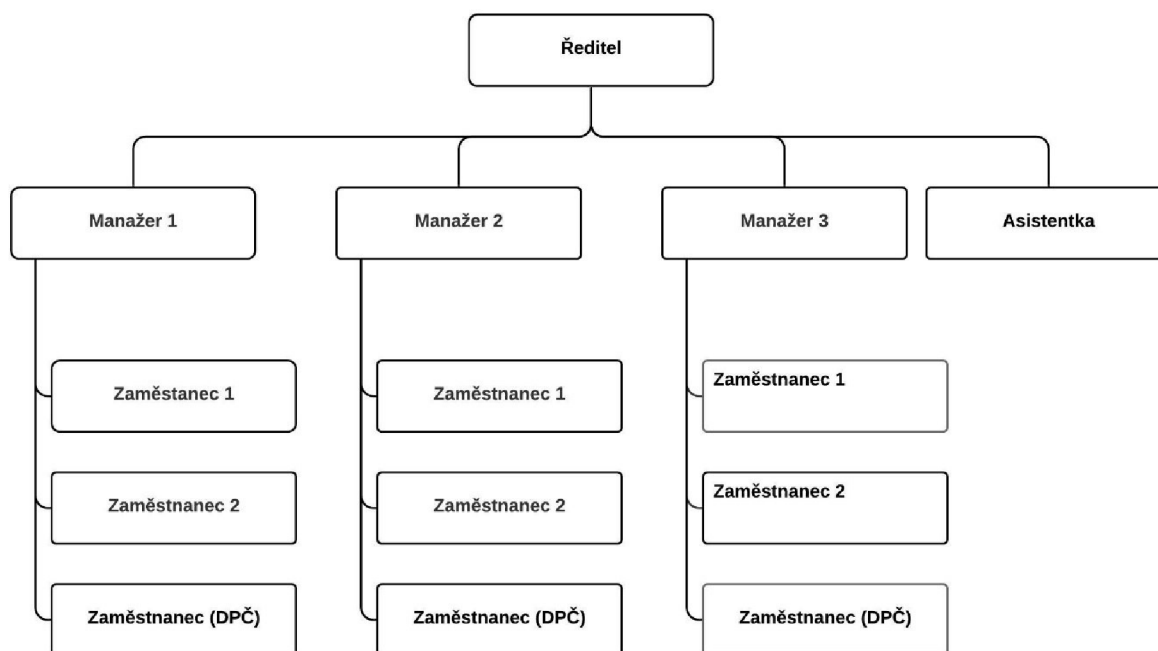 Ředitel
Manažer 1
Manažer 2
Manažer 3
Asistentka
Zaměstanec 1
Zaměstnanec 1
Zaměstnanec 1
Zaměstnanec 2
Zaměstnanec 2
Zaměstnanec 2
Zaměstnanec (DPČ)
Zaměstnanec (DPČ)
Zaměstnanec (DPČ)